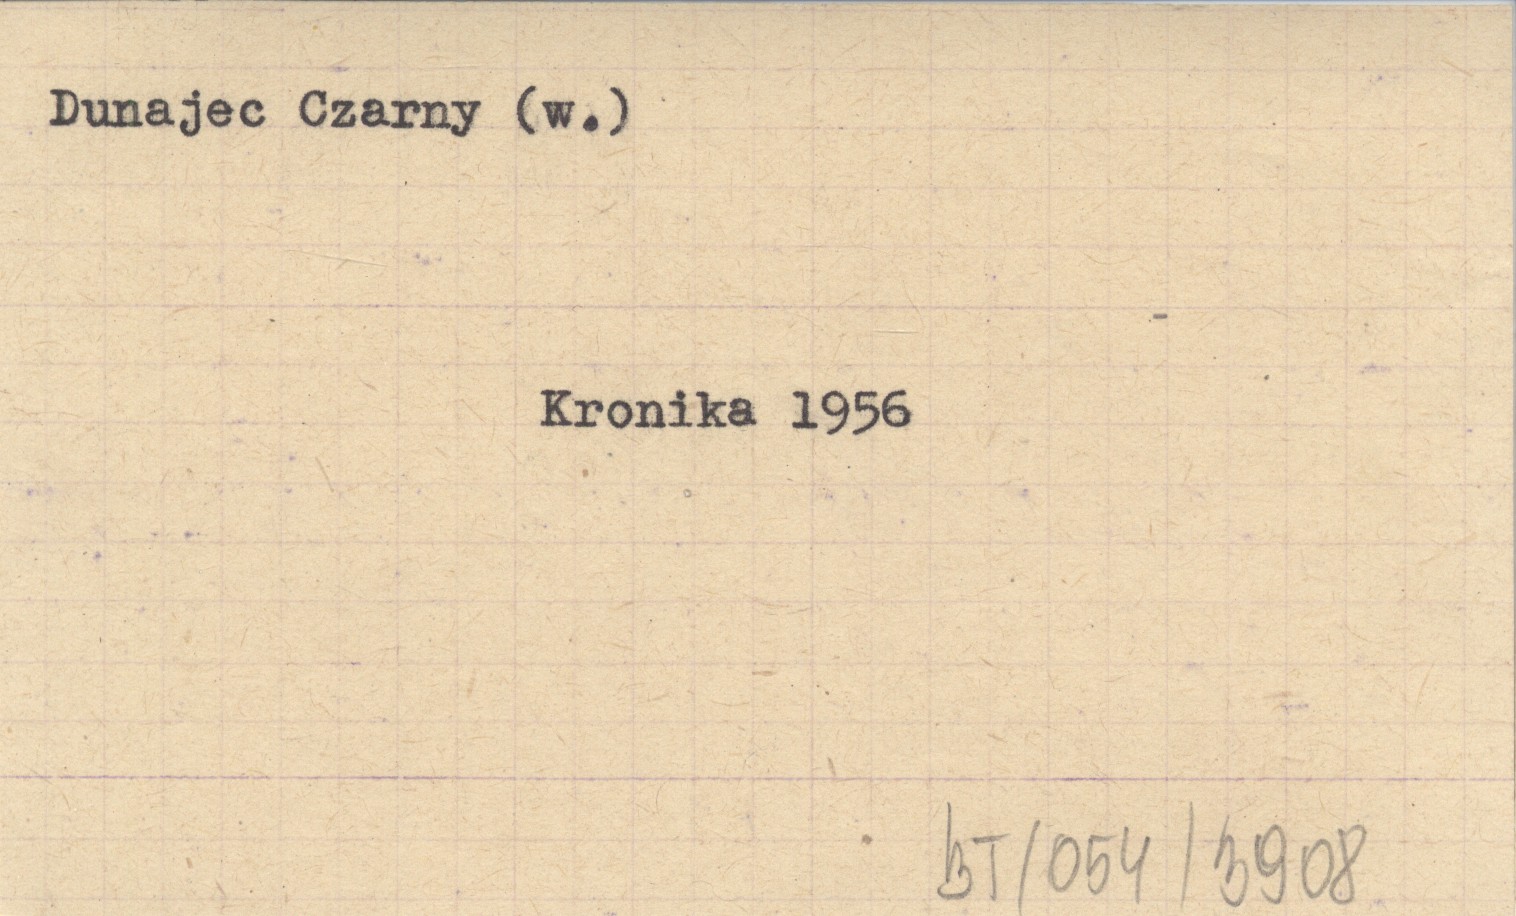 Dunajec Czarny (w.)
Kronika 1956
BT/054/3908